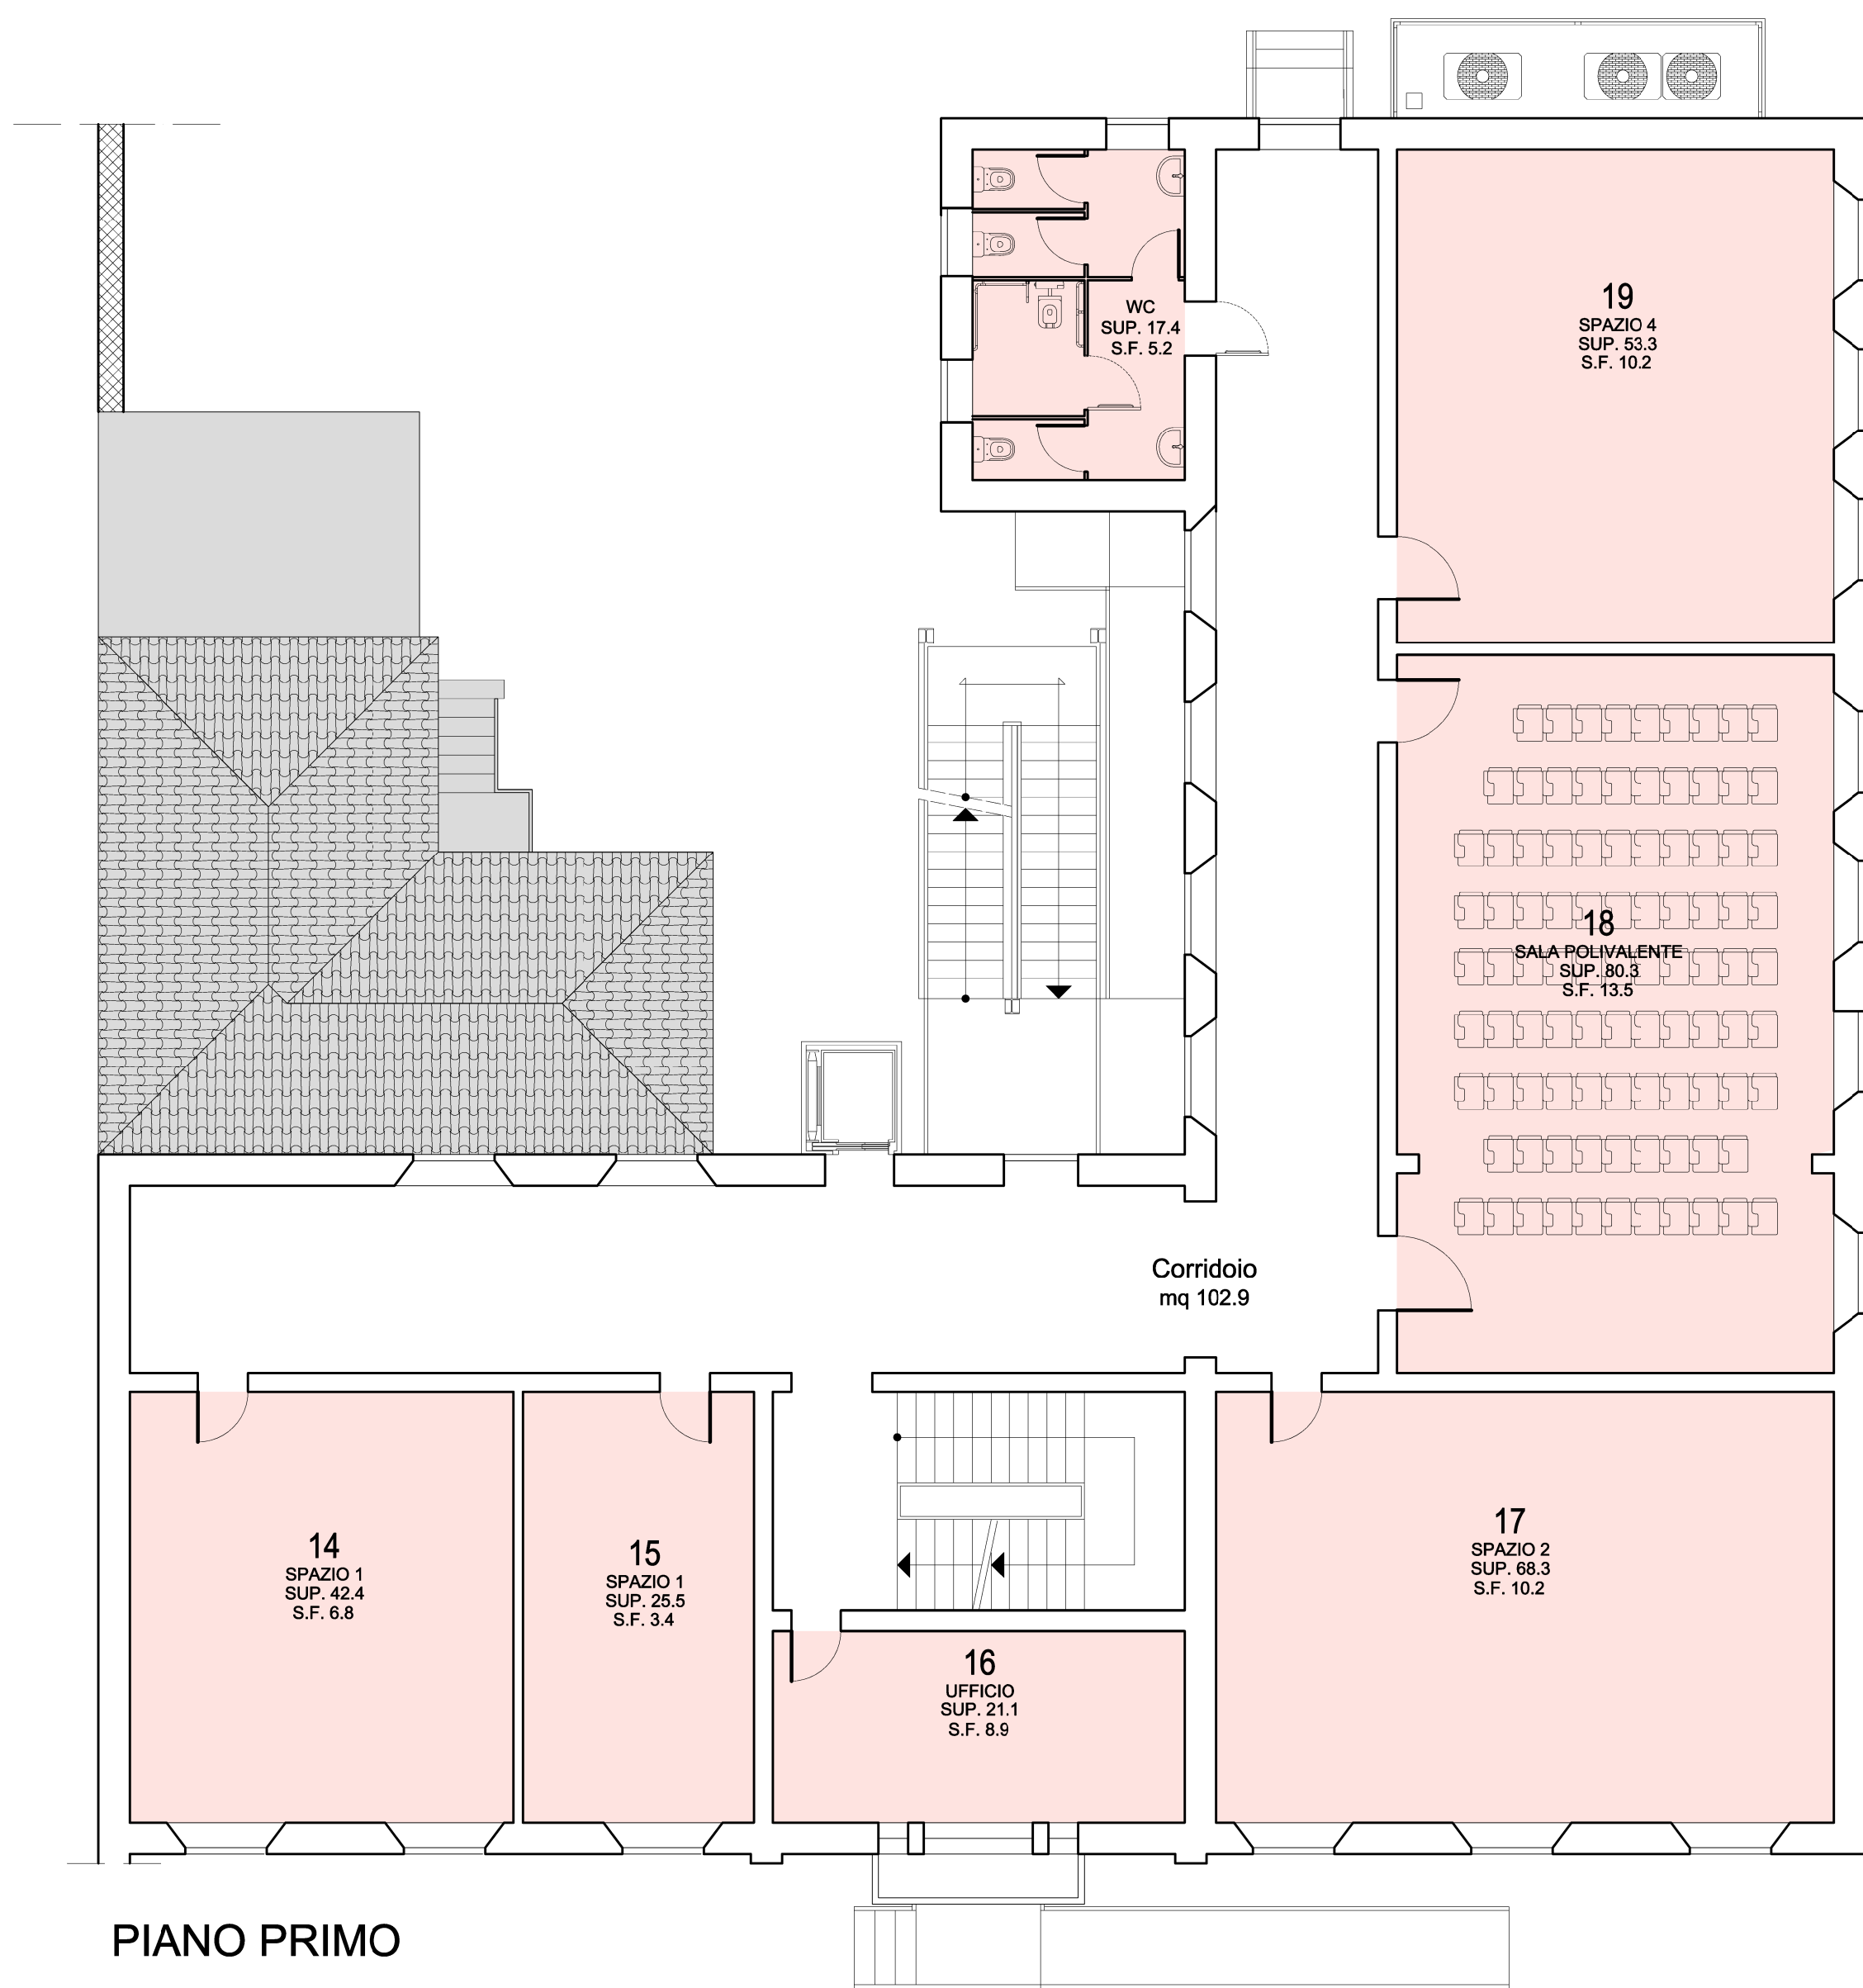 19
SPAZIO 4
SUP. 53.3
S.F. 10.2
WC
SUP. 17.4
S.F. 5.2
18
SALA POLIVALENTE
SUP. 80.3
S.F. 13.5
Corridoio
mq 102.9
14
SPAZIO 1
SUP. 42.4
S.F. 6.8
15
SPAZIO 1
SUP. 25.5
S.F. 3.4
16
UFFICIO
SUP. 21.1
S.F. 8.9
17
SPAZIO 2
SUP. 68.3
S.F. 10.2
PIANO PRIMO